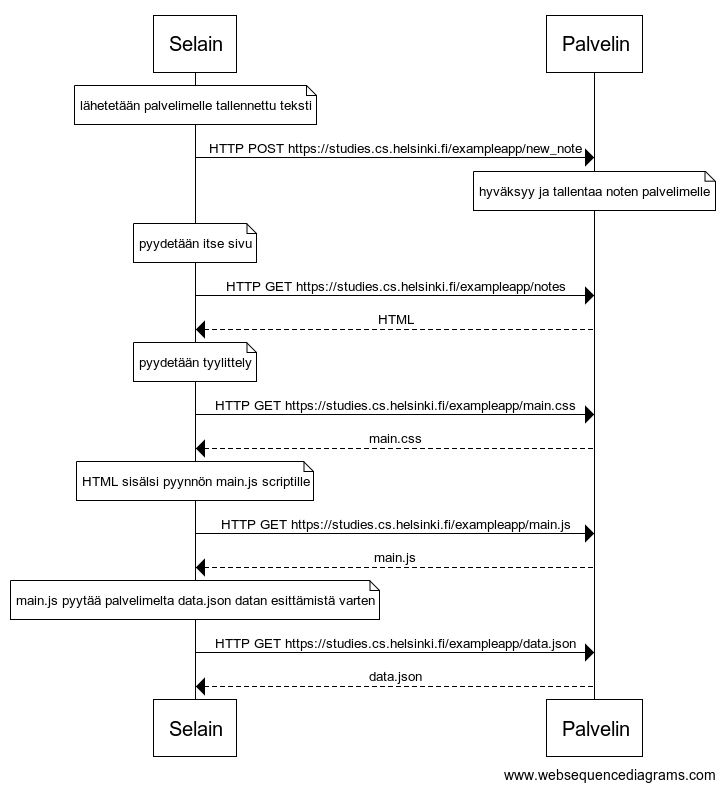 Selain
Palvelin
lähetetään palvelimelle tallennettu teksti
HTTP POST https://studies.cs.helsinki.fi/exampleapp/new_note
hyväksyy ja tallentaa noten palvelimelle
pyydetään itse sivu
HTTP GET https://studies.cs.helsinki.fi/exampleapp/notes
HTML
pyydetään tyylittely
HTTP GET https://studies.cs.helsinki.fi/exampleapp/main.css
main.css
HTML sisälsi pyynnön main.js scriptille
HTTP GET https://studies.cs.helsinki.fi/exampleapp/main.js
main.js
main.js pyytää palvelimelta data.json datan esittämistä varten
HTTP GET https://studies.cs.helsinki.fi/exampleapp/data.json
data.json
Selain
Palvelin
www.websequencediagrams.com